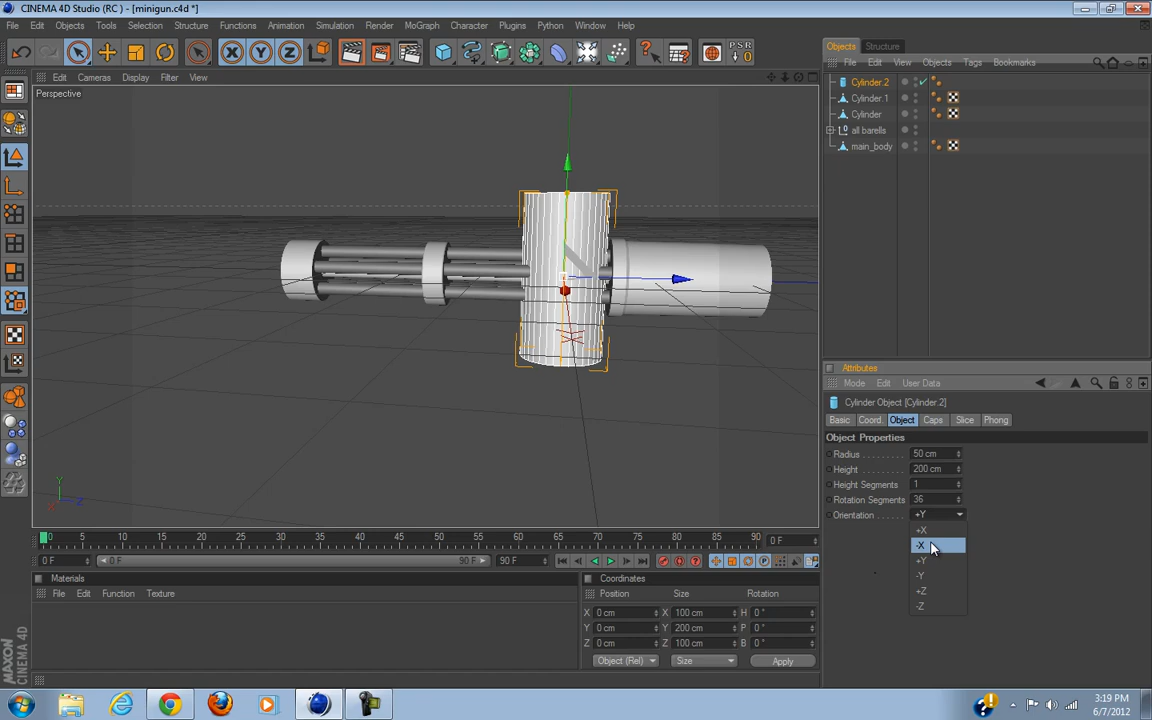 CINEMA 4D Studio (RC ) - [minigun.c4d *]
File Edit Objects Tools Selection Structure Functions Animation Simulation Render MoGraph Character Plugins Python Window Help
X Y Z
PSR
0
Edit Cameras Display Filter View
Perspective
Y
X Z
0 5 10 15 20 25 30 35 40 45 50 55 60 65 70 75 80 85 90 0 F
0 F 0 F 90 F 90 F
Materials
File Edit Function Texture
Coordinates
Position Size Rotation
X 0 cm X 100 cm H 0 °
Y 0 cm Y 200 cm P 0 °
Z 0 cm Z 100 cm B 0 °
Object (Rel) Size Apply
Objects Structure
File Edit View Objects Tags Bookmarks
Cylinder.2
Cylinder.1
Cylinder
all barells
main_body
Attributes
Mode Edit User Data
Cylinder Object [Cylinder.2]
Basic Coord. Object Caps Slice Phong
Object Properties
Radius 50 cm
Height 200 cm
Height Segments 1
Rotation Segments 36
Orientation +Y
+X
-X
+Y
-Y
+Z
-Z
MAXON
CINEMA 4D
3:19 PM
6/7/2012